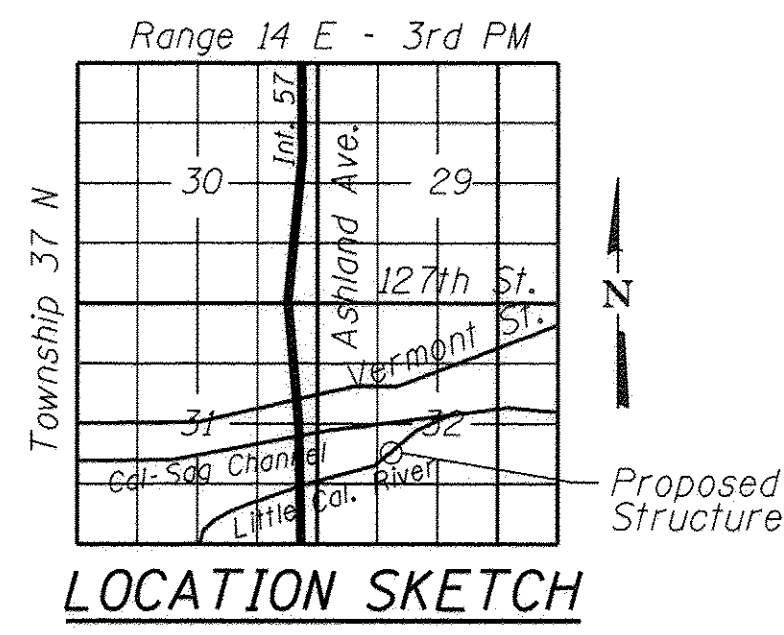 Range 14 E - 3rd PM
Township 37 N
Int. 57
Ashland Ave.
30
29
127th St.
Vermont St.
31
32
Cal-Sag Channel
Little Cal. River
N
Proposed
Structure
LOCATION SKETCH